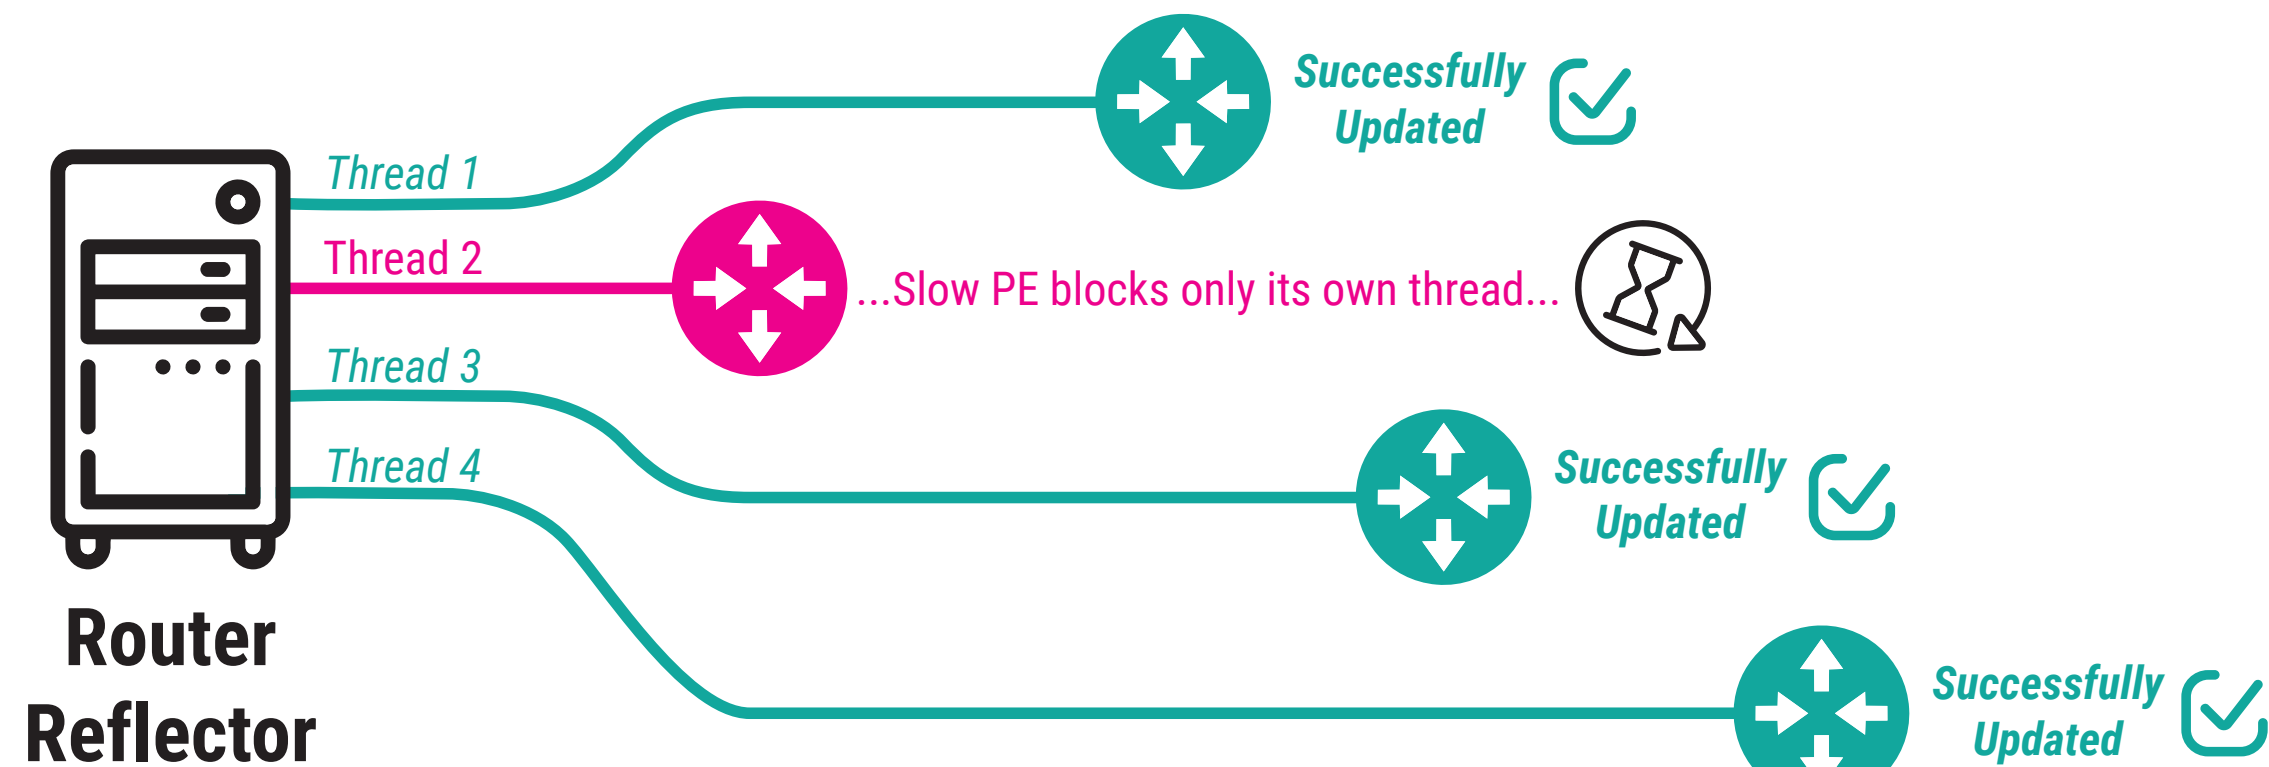 Thread 1
Successfully
Updated
Thread 2
...Slow PE blocks only its own thread...
Thread 3
Thread 4
Successfully
Updated
Router
Reflector
Successfully
Updated